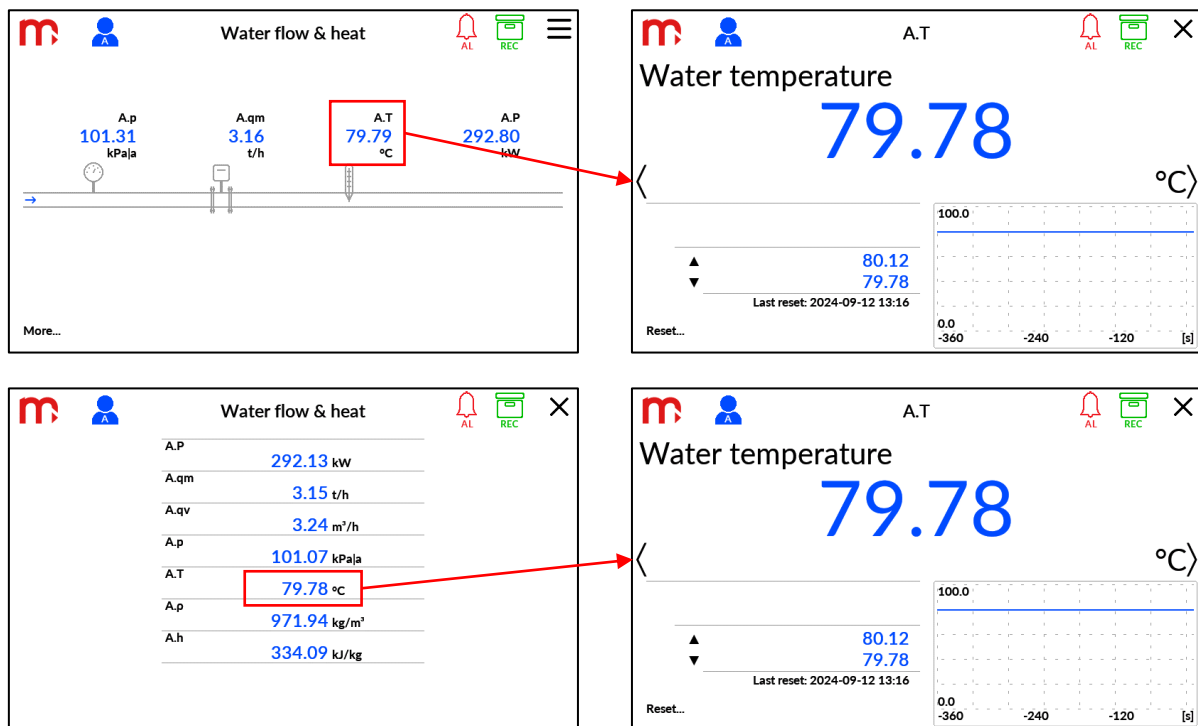 Water flow & heat
A
AL
REC
A.p
101.31
kPa|a
A.qm
3.16
t/h
A.T
79.79
°C
A.P
292.80
kW
More...
A
A.T
AL
REC
Water temperature
79.78
°C
▲ 80.12
▼ 79.78
Last reset: 2024-09-12 13:16
Reset...
100.0
0.0
-360 -240 -120 [s]
A
Water flow & heat
AL
REC
A.P
292.13 kW
A.qm
3.15 t/h
A.qv
3.24 m³/h
A.p
101.07 kPa|a
A.T
79.78 °C
A.ρ
971.94 kg/m³
A.h
334.09 kJ/kg
A
A.T
AL
REC
Water temperature
79.78
°C
▲ 80.12
▼ 79.78
Last reset: 2024-09-12 13:16
Reset...
100.0
0.0
-360 -240 -120 [s]